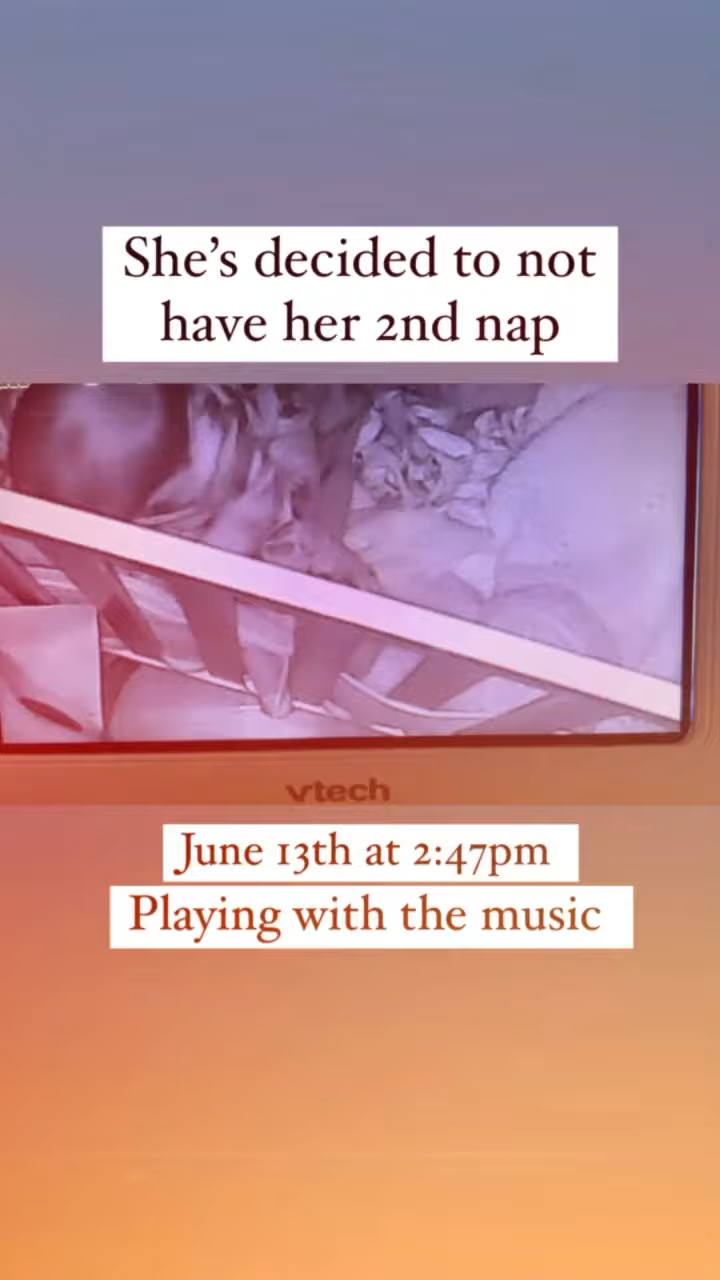 She’s decided to not
have her 2nd nap
vtech
June 13th at 2:47pm
Playing with the music